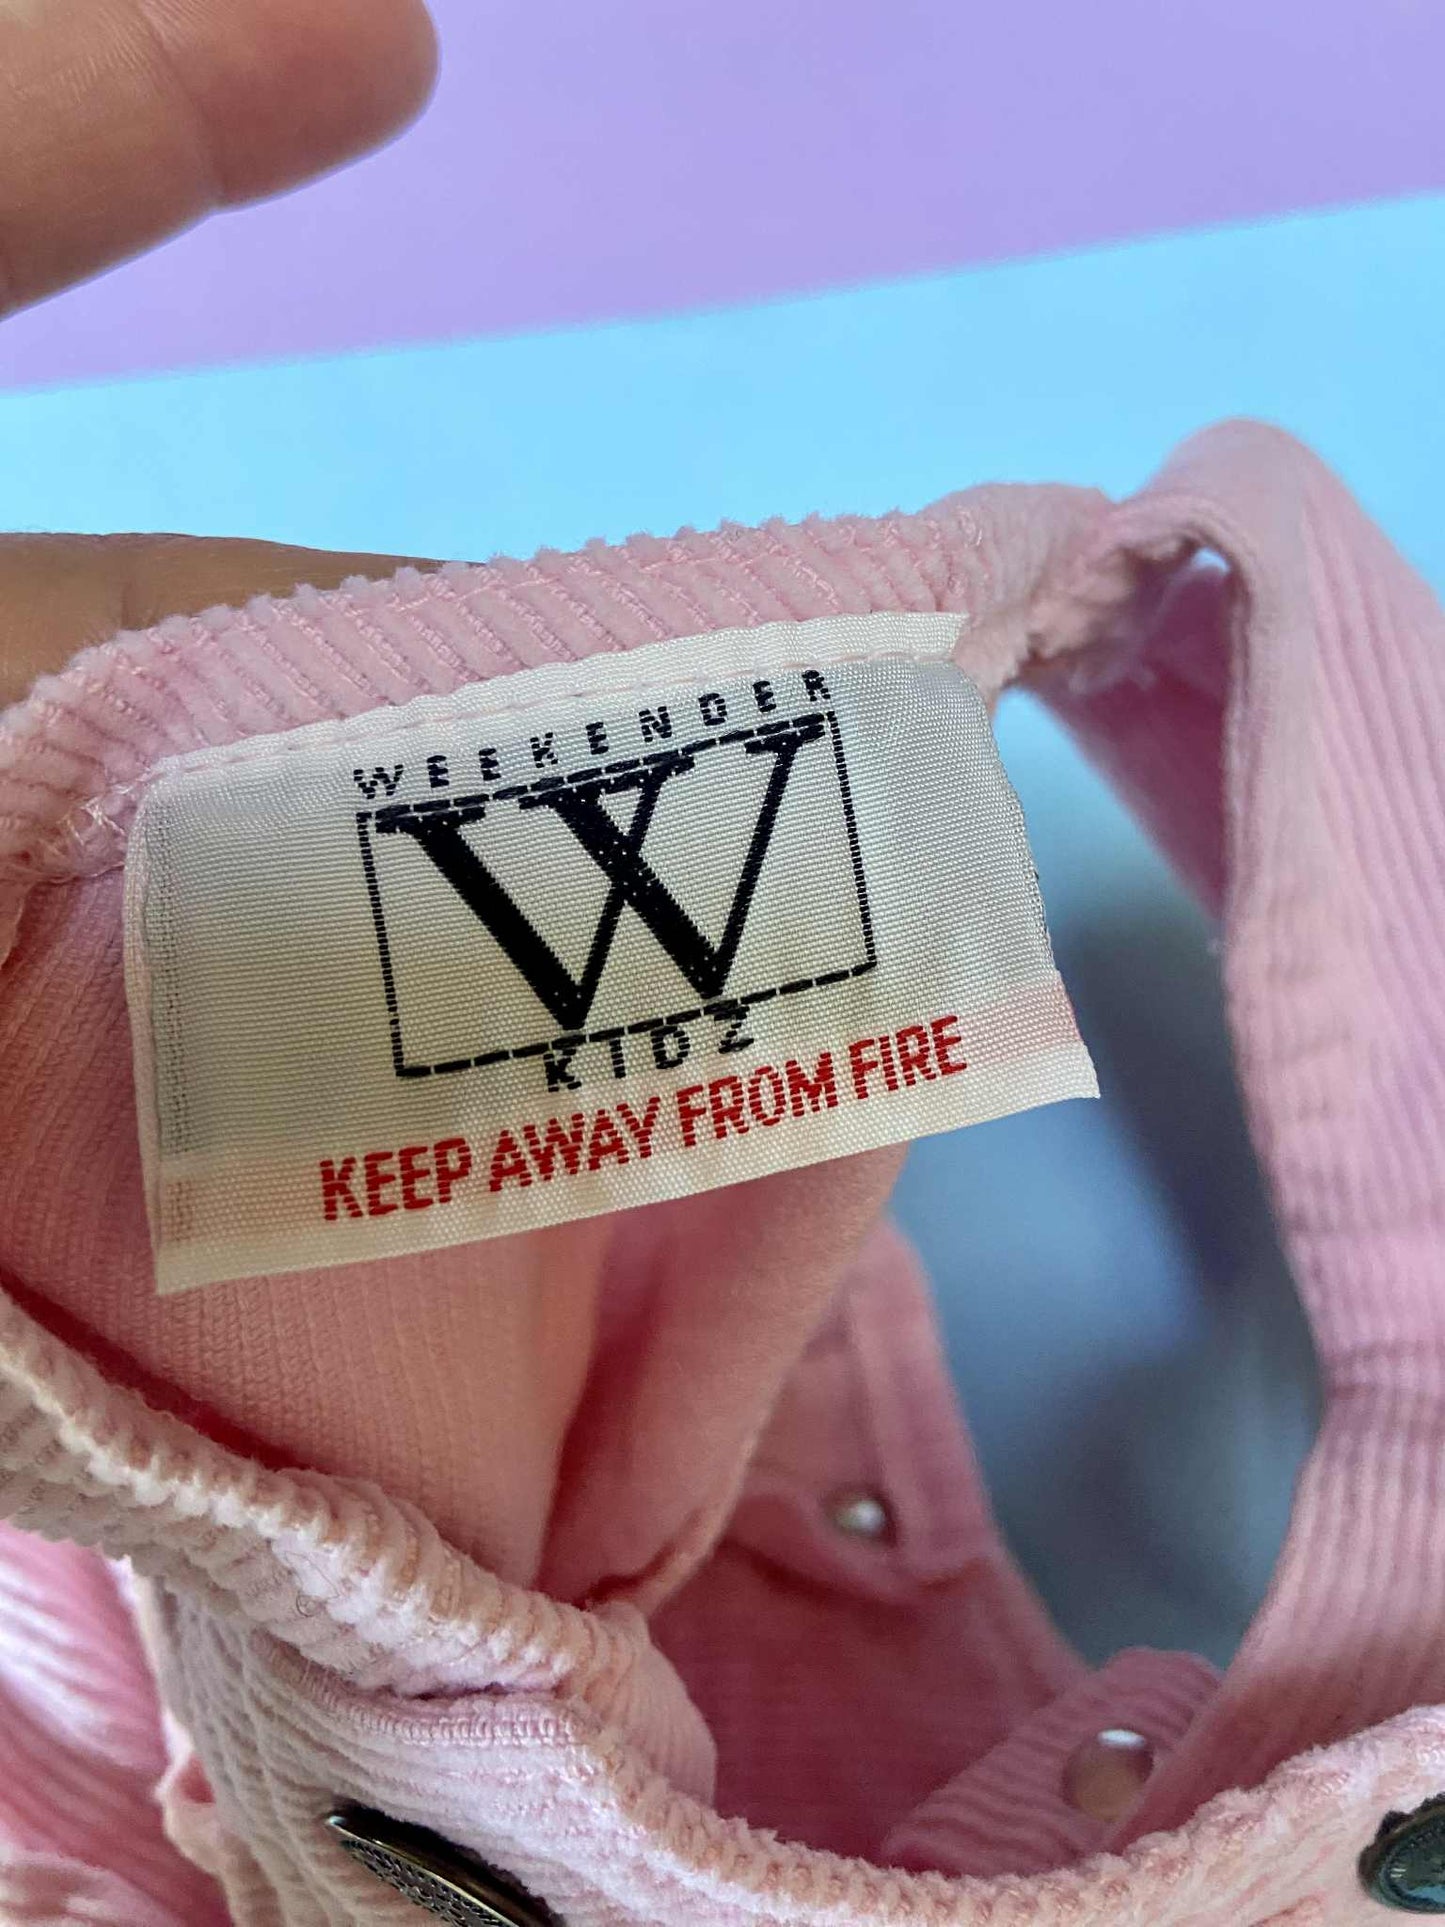 WEEKENDER
W
KIDZ
KEEP AWAY FROM FIRE